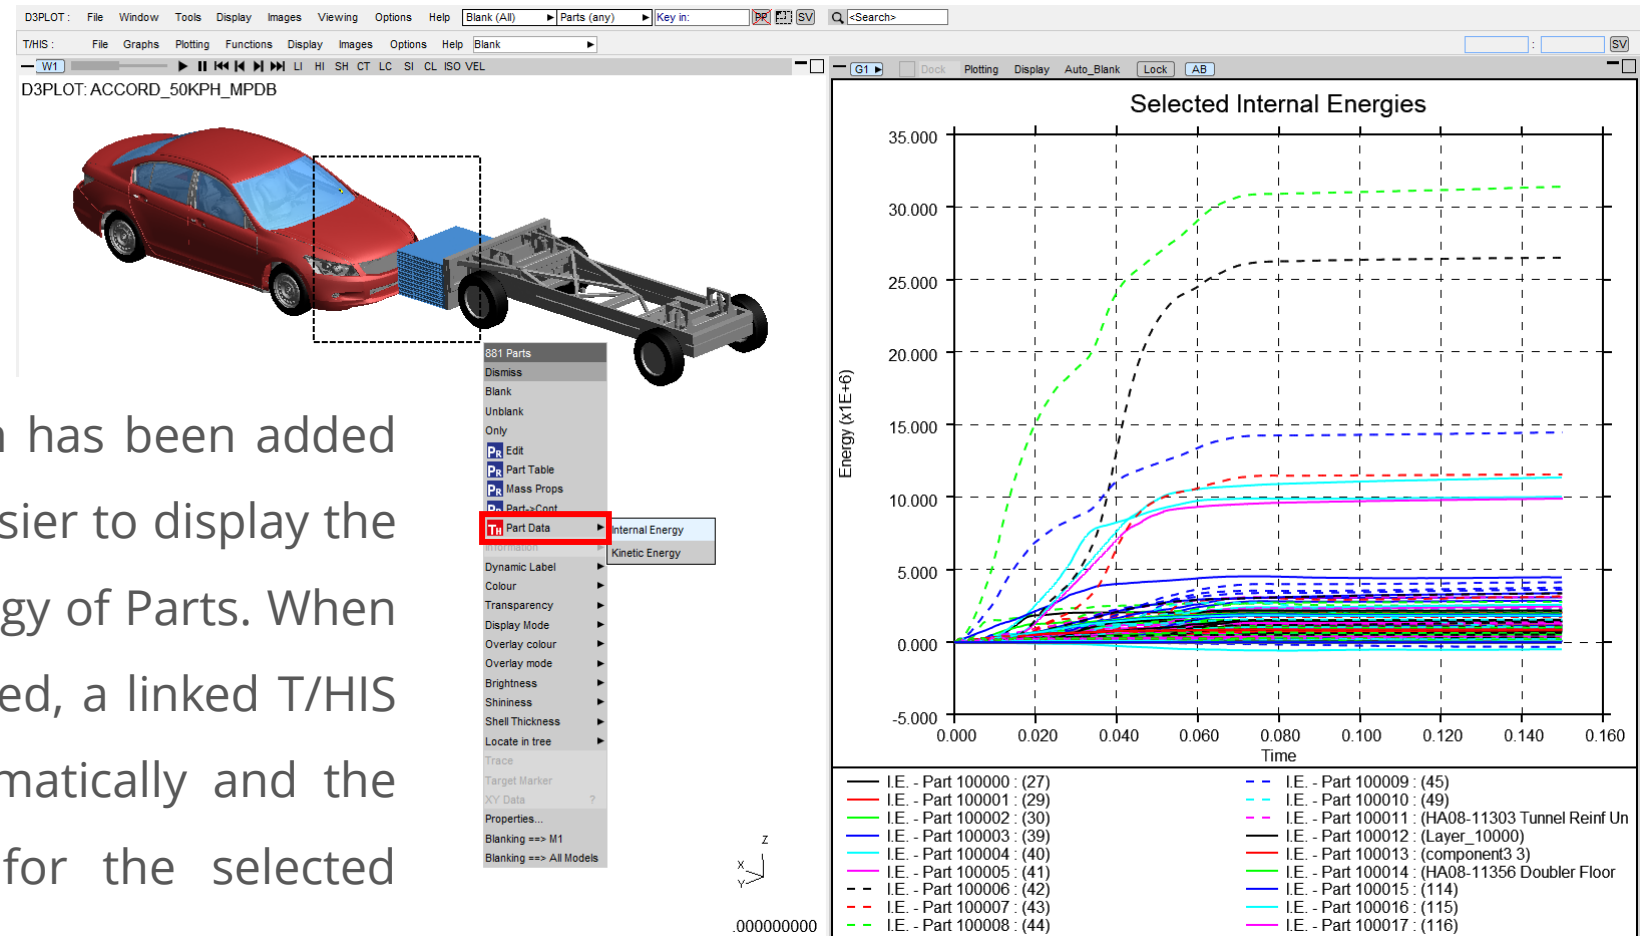 D3PLOT : File Window Tools Display Images Viewing Options Help Blank (All) Parts (any) Key in: PP SV <Search>
T/HIS : File Graphs Plotting Functions Display Images Options Help Blank : SV
W1 LI HI SH CT LC SI CL ISO VEL
D3PLOT: ACCORD_50KPH_MPDB
881 Parts
Dismiss
Blank
Unblank
Only
PR Edit
PR Part Table
PR Mass Props
PR Part->Cont
TH Part Data
Information
Dynamic Label
Colour
Transparency
Display Mode
Overlay colour
Overlay mode
Brightness
Shininess
Shell Thickness
Locate in tree
Trace
Target Marker
XY Data ?
Properties...
Blanking ==> M1
Blanking ==> All Models
Internal Energy
Kinetic Energy
has been added
sier to display the
gy of Parts. When
ed, a linked T/HIS
matically and the
for the selected
Z
X
Y
.000000000
G1 Dock Plotting Display Auto_Blank Lock AB
Selected Internal Energies
35.000
30.000
25.000
20.000
15.000
10.000
5.000
0.000
-5.000
Energy (x1E+6)
0.000 0.020 0.040 0.060 0.080 0.100 0.120 0.140 0.160
Time
I.E. - Part 100000 : (27)
I.E. - Part 100001 : (29)
I.E. - Part 100002 : (30)
I.E. - Part 100003 : (39)
I.E. - Part 100004 : (40)
I.E. - Part 100005 : (41)
I.E. - Part 100006 : (42)
I.E. - Part 100007 : (43)
I.E. - Part 100008 : (44)
I.E. - Part 100009 : (45)
I.E. - Part 100010 : (49)
I.E. - Part 100011 : (HA08-11303 Tunnel Reinf Un
I.E. - Part 100012 : (Layer_10000)
I.E. - Part 100013 : (component3 3)
I.E. - Part 100014 : (HA08-11356 Doubler Floor
I.E. - Part 100015 : (114)
I.E. - Part 100016 : (115)
I.E. - Part 100017 : (116)